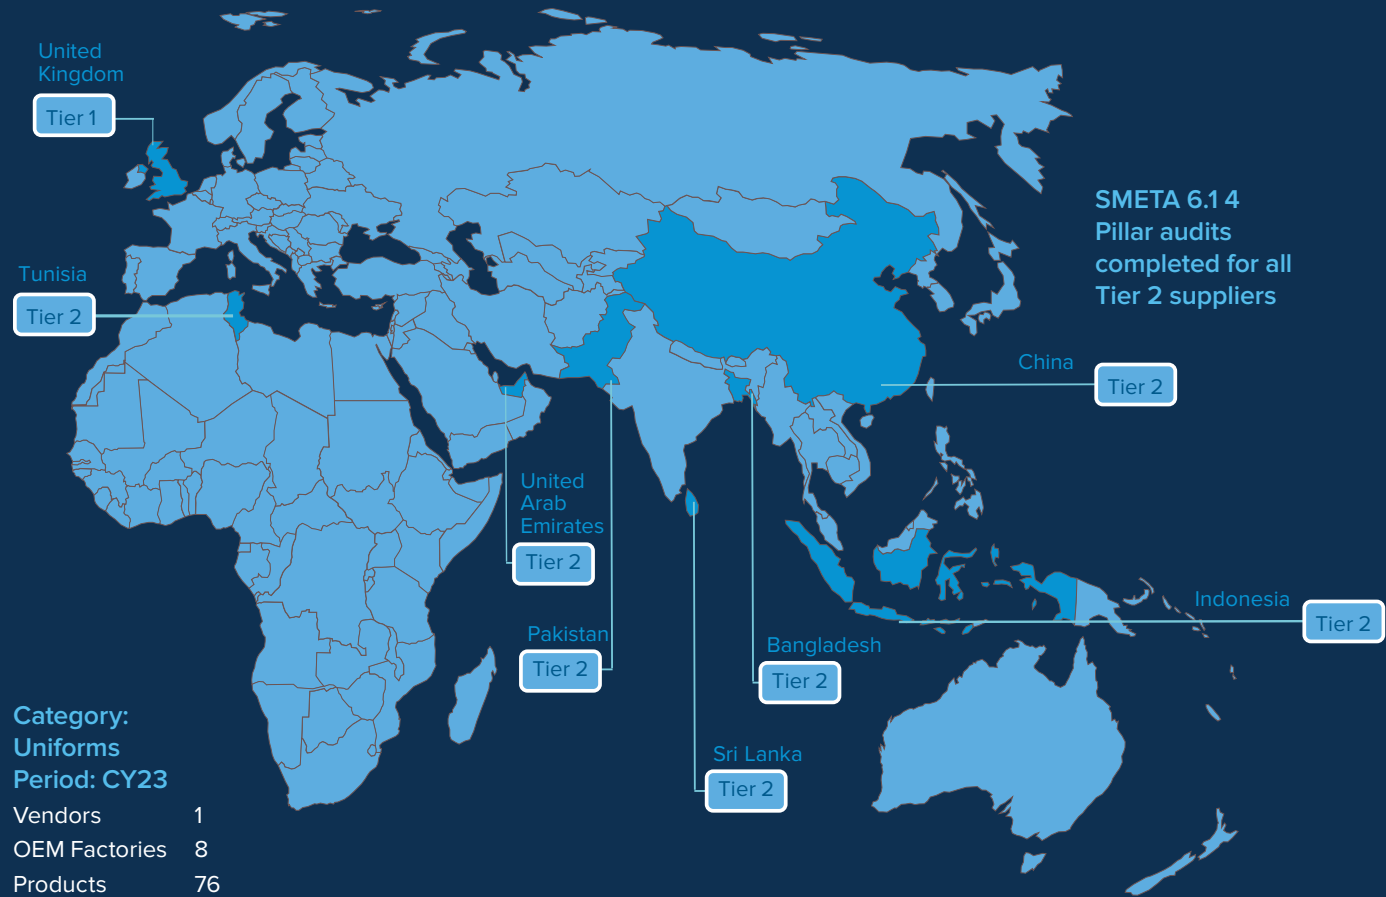 United
Kingdom
Tier 1
SMETA 6.1 4
Pillar audits
completed for all
Tier 2 suppliers
Tunisia
Tier 2
China
Tier 2
United
Arab
Emirates
Tier 2
Indonesia
Tier 2
Pakistan
Tier 2
Bangladesh
Tier 2
Sri Lanka
Tier 2
Category:
Uniforms
Period: CY23
Vendors 1
OEM Factories 8
Products 76